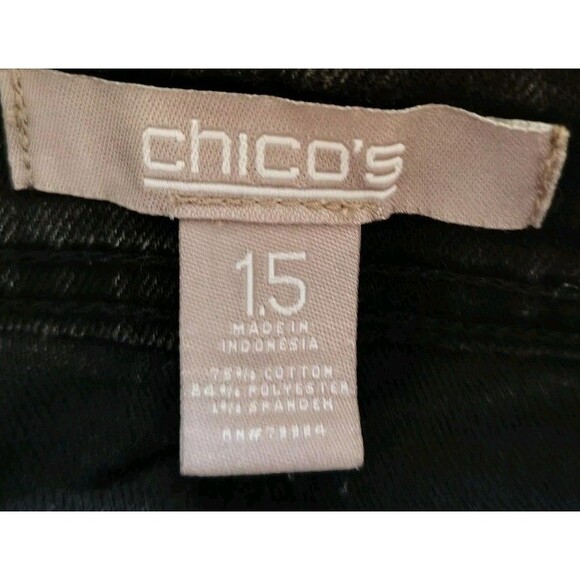 chico's
1.5
MADE IN
INDONESIA
75% COTTON
24% POLYESTER
1% SPANDEX